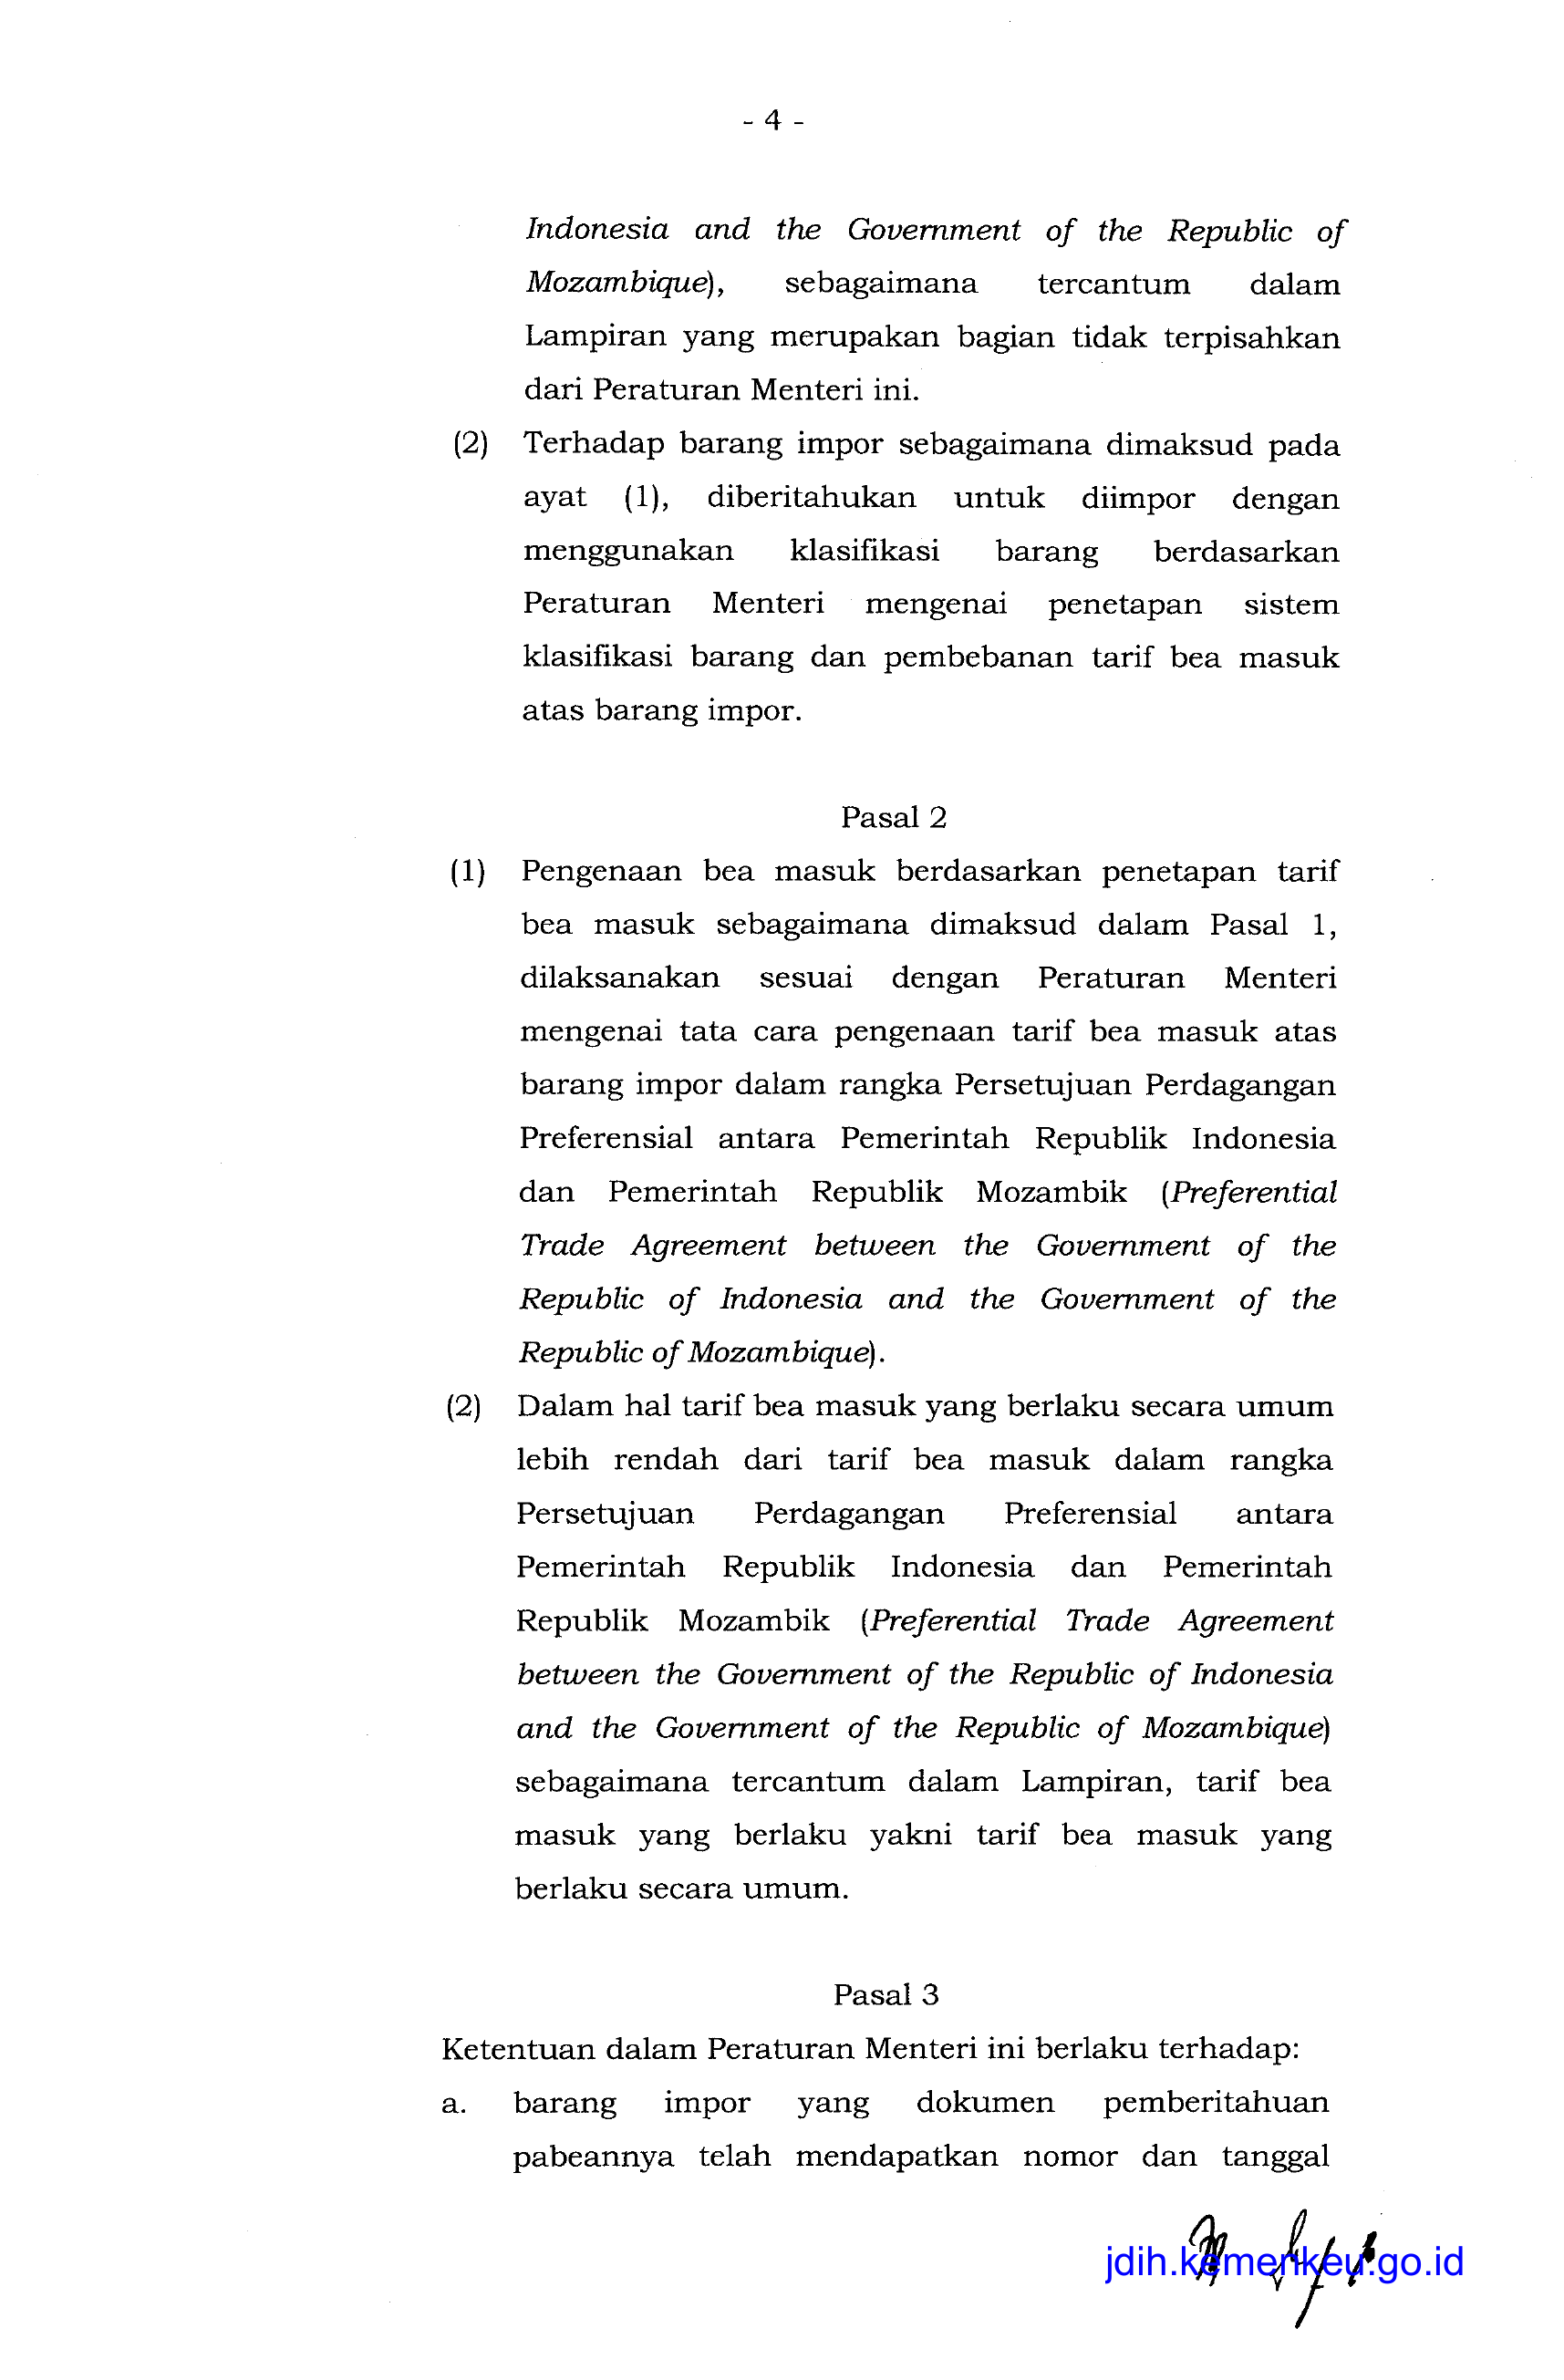 - 4 -
Indonesia and the Government of the Republic of
Mozambique), sebagaimana tercantum dalam
Lampiran yang merupakan bagian tidak terpisahkan
dari Peraturan Menteri ini.
(2) Terhadap barang impor sebagaimana dimaksud pada
ayat (1), diberitahukan untuk diimpor dengan
menggunakan klasifikasi barang berdasarkan
Peraturan Menteri mengenai penetapan sistem
klasifikasi barang dan pembebanan tarif bea masuk
atas barang impor.
Pasal 2
(1) Pengenaan bea masuk berdasarkan penetapan tarif
bea masuk sebagaimana dimaksud dalam Pasal 1,
dilaksanakan sesuai dengan Peraturan Menteri
mengenai tata cara pengenaan tarif bea masuk atas
barang impor dalam rangka Persetujuan Perdagangan
Preferensial antara Pemerintah Republik Indonesia
dan Pemerintah Republik Mozambik (Preferential
Trade Agreement between the Government of the
Republic of Indonesia and the Government of the
Republic of Mozambique).
(2) Dalam hal tarif bea masuk yang berlaku secara umum
lebih rendah dari tarif bea masuk dalam rangka
Persetujuan Perdagangan Preferensial antara
Pemerintah Republik Indonesia dan Pemerintah
Republik Mozambik (Preferential Trade Agreement
between the Government of the Republic of Indonesia
and the Government of the Republic of Mozambique)
sebagaimana tercantum dalam Lampiran, tarif bea
masuk yang berlaku yakni tarif bea masuk yang
berlaku secara umum.
Pasal 3
Ketentuan dalam Peraturan Menteri ini berlaku terhadap:
a. barang impor yang dokumen pemberitahuan
pabeannya telah mendapatkan nomor dan tanggal
jdih.kemenkeu.go.id